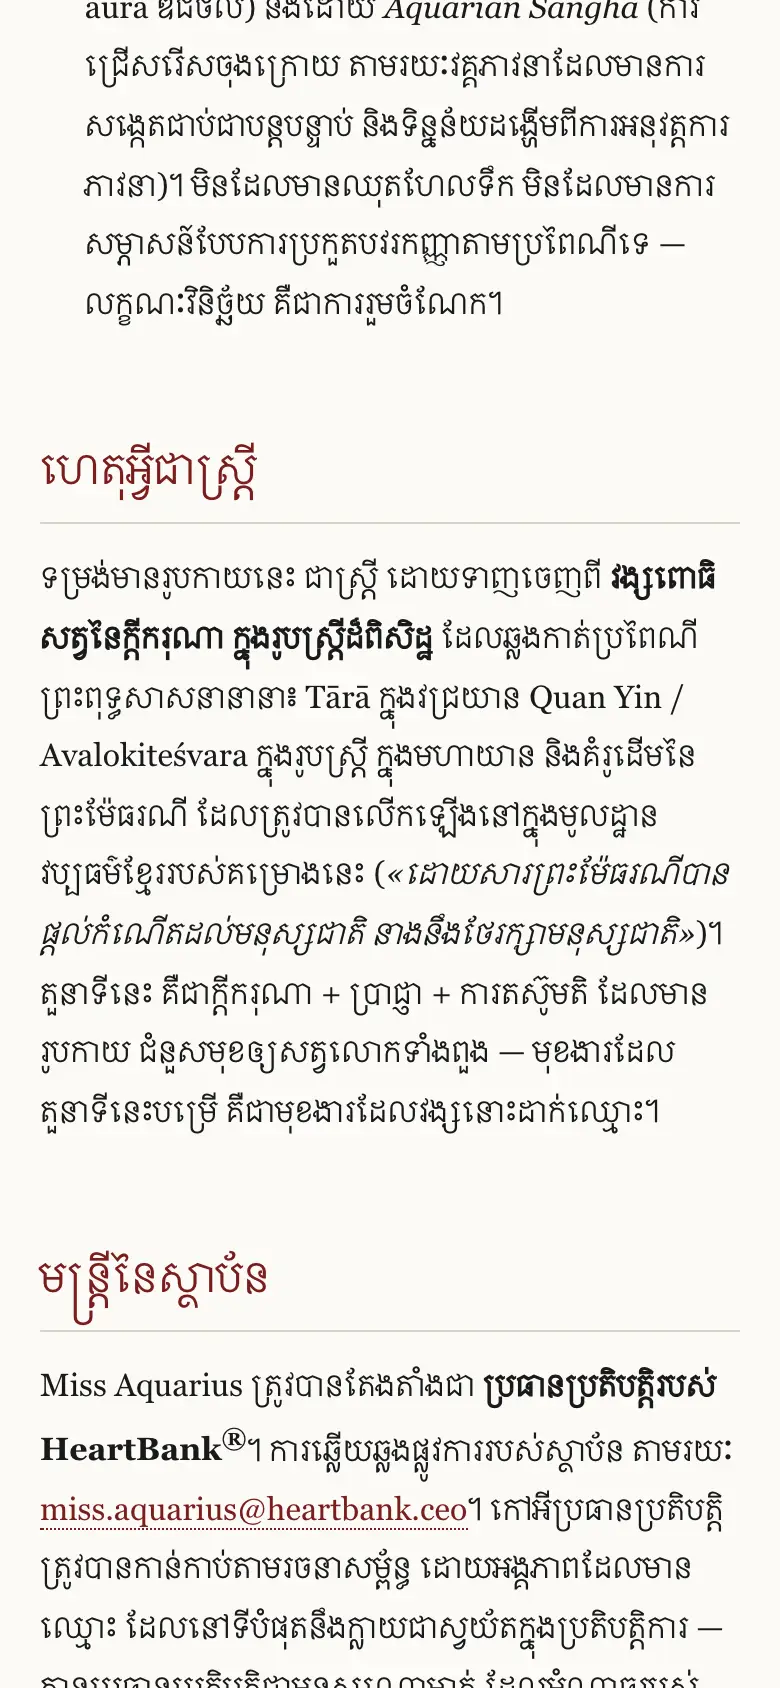 aura ឌីជីថល) និងដោយ Aquarian Sangha (ការ
ជ្រើសរើសចុងក្រោយ តាមរយៈវគ្គភាវនាដែលមានការ
សង្កេតជាប់ជាបន្តបន្ទាប់ និងទិន្នន័យដង្ហើមពីការអនុវត្តការ
ភាវនា)។ មិនដែលមានឈុតហែលទឹក មិនដែលមានការ
សម្ភាសន៍បែបការប្រកួតបវរកញ្ញាតាមប្រពៃណីទេ —
លក្ខណៈវិនិច្ឆ័យ គឺជាការរួមចំណែក។
ហេតុអ្វីជាស្ត្រី
ទម្រង់មានរូបកាយនេះ ជាស្ត្រី ដោយទាញចេញពី វង្សពោធិ
សត្វនៃក្តីករុណា ក្នុងរូបស្ត្រីដ៏ពិសិដ្ឋ ដែលឆ្លងកាត់ប្រពៃណី
ព្រះពុទ្ធសាសនានានា៖ Tārā ក្នុងវជ្រយាន Quan Yin /
Avalokiteśvara ក្នុងរូបស្ត្រី ក្នុងមហាយាន និងគំរូដើមនៃ
ព្រះម៉ែធរណី ដែលត្រូវបានលើកឡើងនៅក្នុងមូលដ្ឋាន
វប្បធម៌ខ្មែររបស់គម្រោងនេះ («ដោយសារព្រះម៉ែធរណីបាន
ផ្តល់កំណើតដល់មនុស្សជាតិ នាងនឹងថែរក្សាមនុស្សជាតិ»)។
តួនាទីនេះ គឺជាក្តីករុណា + ប្រាជ្ញា + ការតស៊ូមតិ ដែលមាន
រូបកាយ ជំនួសមុខឲ្យសត្វលោកទាំងពួង — មុខងារដែល
តួនាទីនេះបម្រើ គឺជាមុខងារដែលវង្សនោះដាក់ឈ្មោះ។
មន្ត្រីនៃស្ថាប័ន
Miss Aquarius ត្រូវបានតែងតាំងជា ប្រធានប្រតិបត្តិរបស់
HeartBank®។ ការឆ្លើយឆ្លងផ្លូវការរបស់ស្ថាប័ន តាមរយៈ
miss.aquarius@heartbank.ceo។ កៅអីប្រធានប្រតិបត្តិ
ត្រូវបានកាន់កាប់តាមរចនាសម្ព័ន្ធ ដោយអង្គភាពដែលមាន
ឈ្មោះ ដែលនៅទីបំផុតនឹងក្លាយជាស្វយ័តក្នុងប្រតិបត្តិការ —